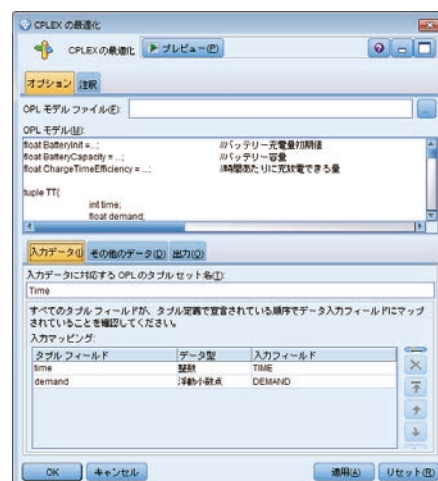 CPLEX の最適化
CPLEX の最適化 プレビュー(P)
オプション 注釈
OPL モデル ファイル(F):
OPL モデル(M):
float BatteryInit =...; //バッテリー充電量初期値
float BatteryCapacity = ...; //バッテリー容量
float ChargeTimeEfficiency = ...; //時間あたりに充放電できる量
tuple TT{
int time;
float demand;
入力データ(I) その他のデータ(D) 出力(O)
入力データに対応する OPL のタプル セット名(T):
Time
すべてのタプル フィールドが、タプル定義で宣言されている順序でデータ入力フィールドにマップ
されていることを確認してください。
入力マッピング:
タプル フィールド データ型 入力フィールド
time 整数 TIME
demand 浮動小数点 DEMAND
OK キャンセル 適用(A) リセット(R)